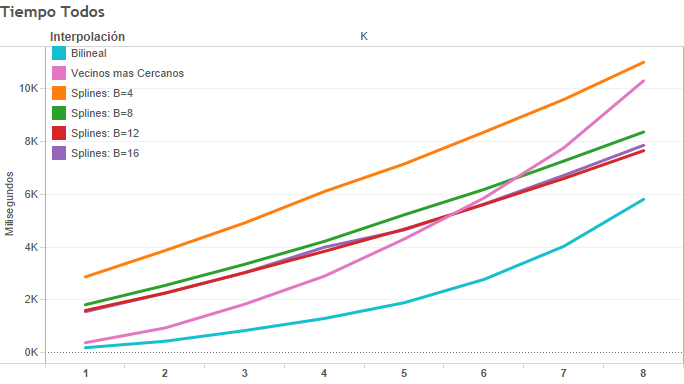 Tiempo Todos
Interpolación
K
Bilineal
Vecinos mas Cercanos
Splines: B=4
Splines: B=8
Splines: B=12
Splines: B=16
Milisegundos
10K
8K
6K
4K
2K
0K
1 2 3 4 5 6 7 8